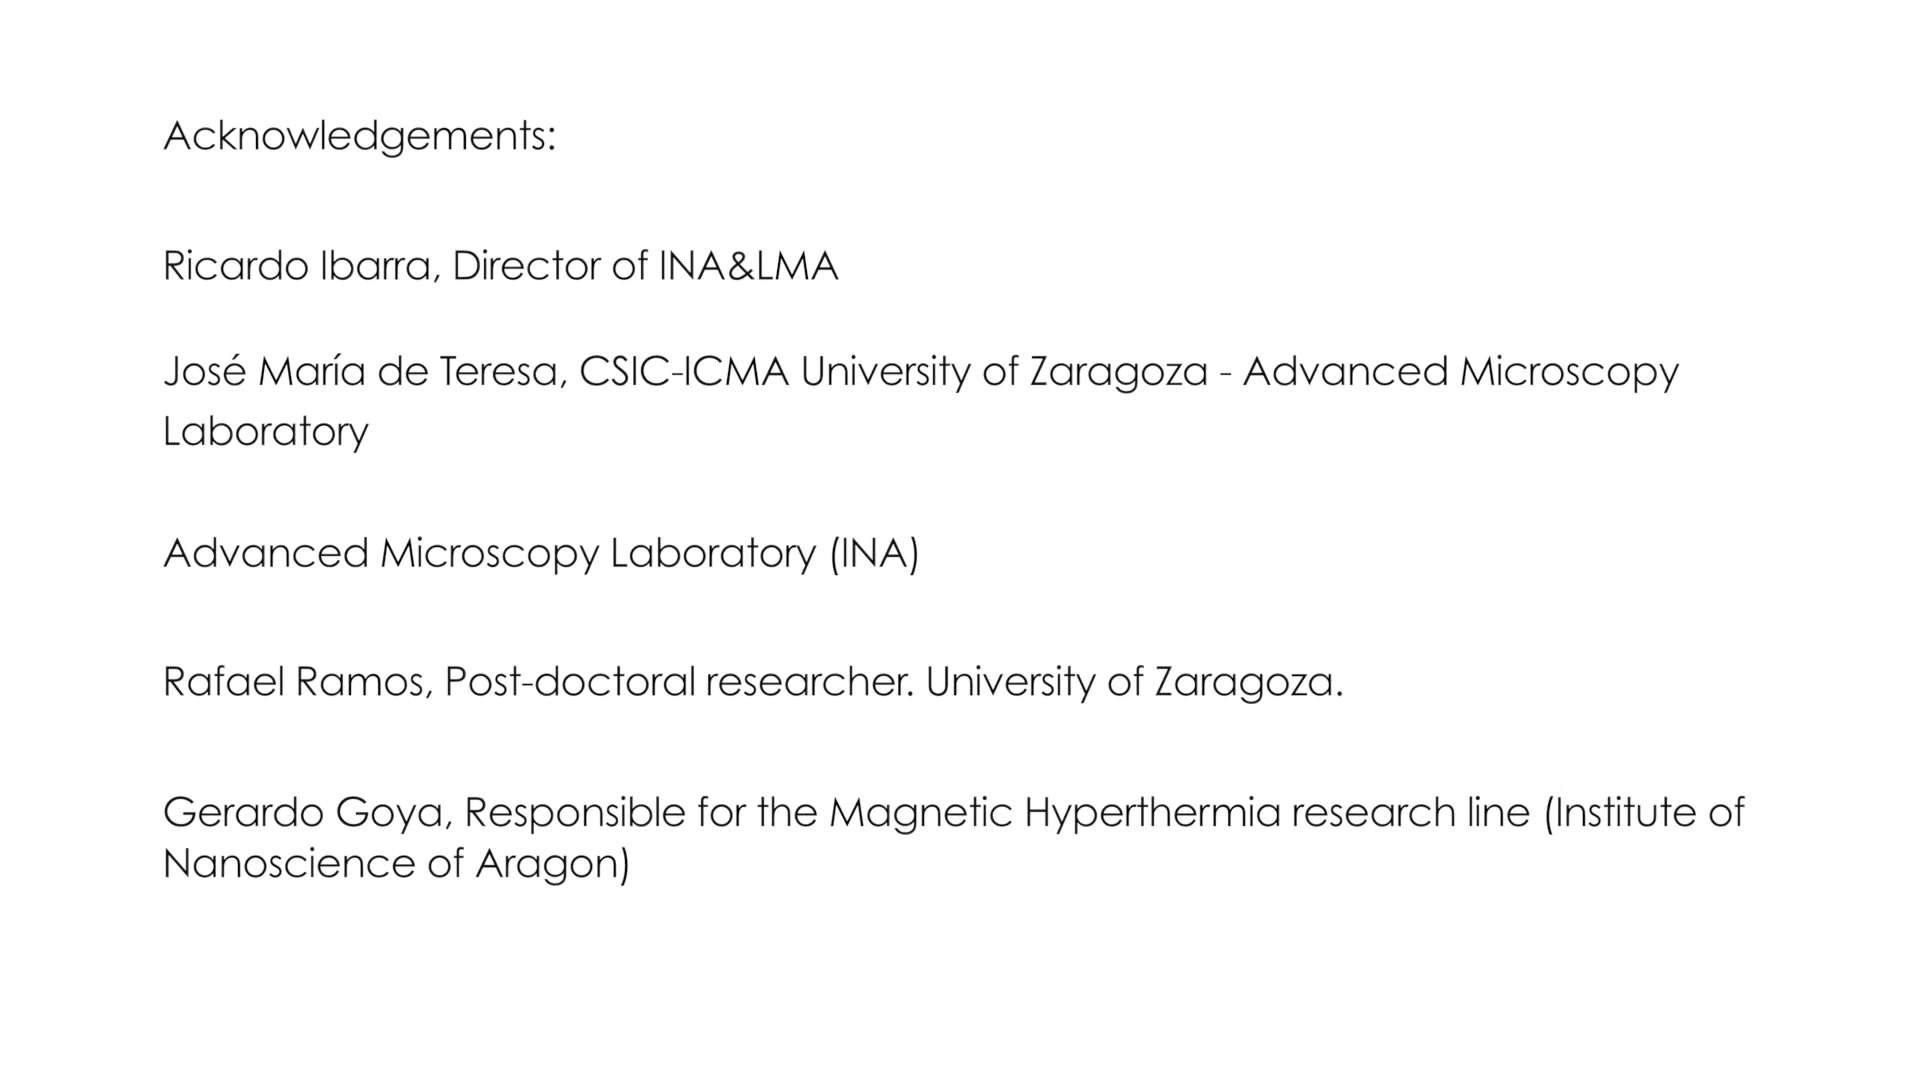 Acknowledgements:
Ricardo Ibarra, Director of INA&LMA
José María de Teresa, CSIC-ICMA University of Zaragoza - Advanced Microscopy
Laboratory
Advanced Microscopy Laboratory (INA)
Rafael Ramos, Post-doctoral researcher. University of Zaragoza.
Gerardo Goya, Responsible for the Magnetic Hyperthermia research line (Institute of
Nanoscience of Aragon)